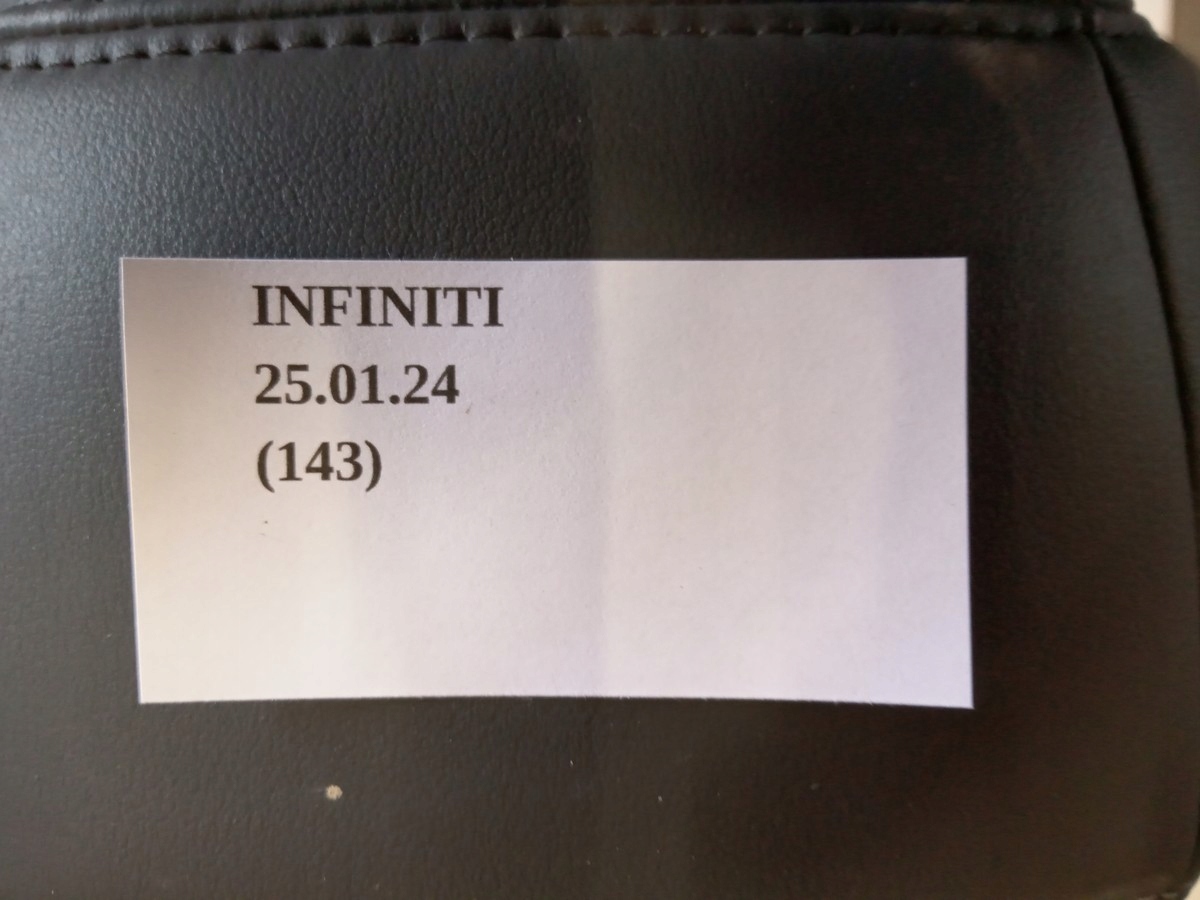 INFINITI
25.01.24
(143)